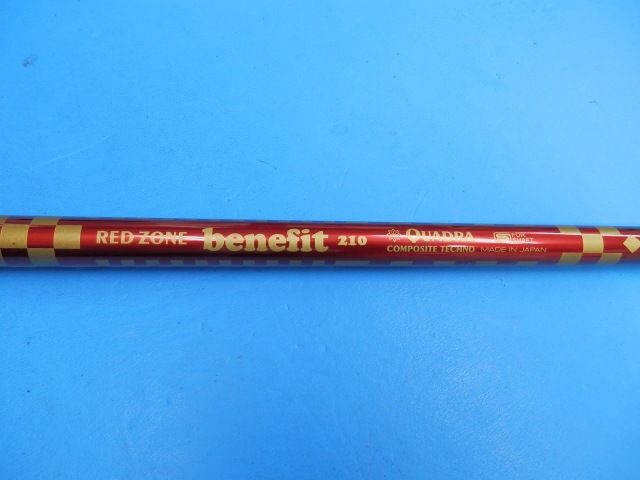 RED ZONE benefit 210 QUADRA
COMPOSITE TECHNO MADE IN JAPAN